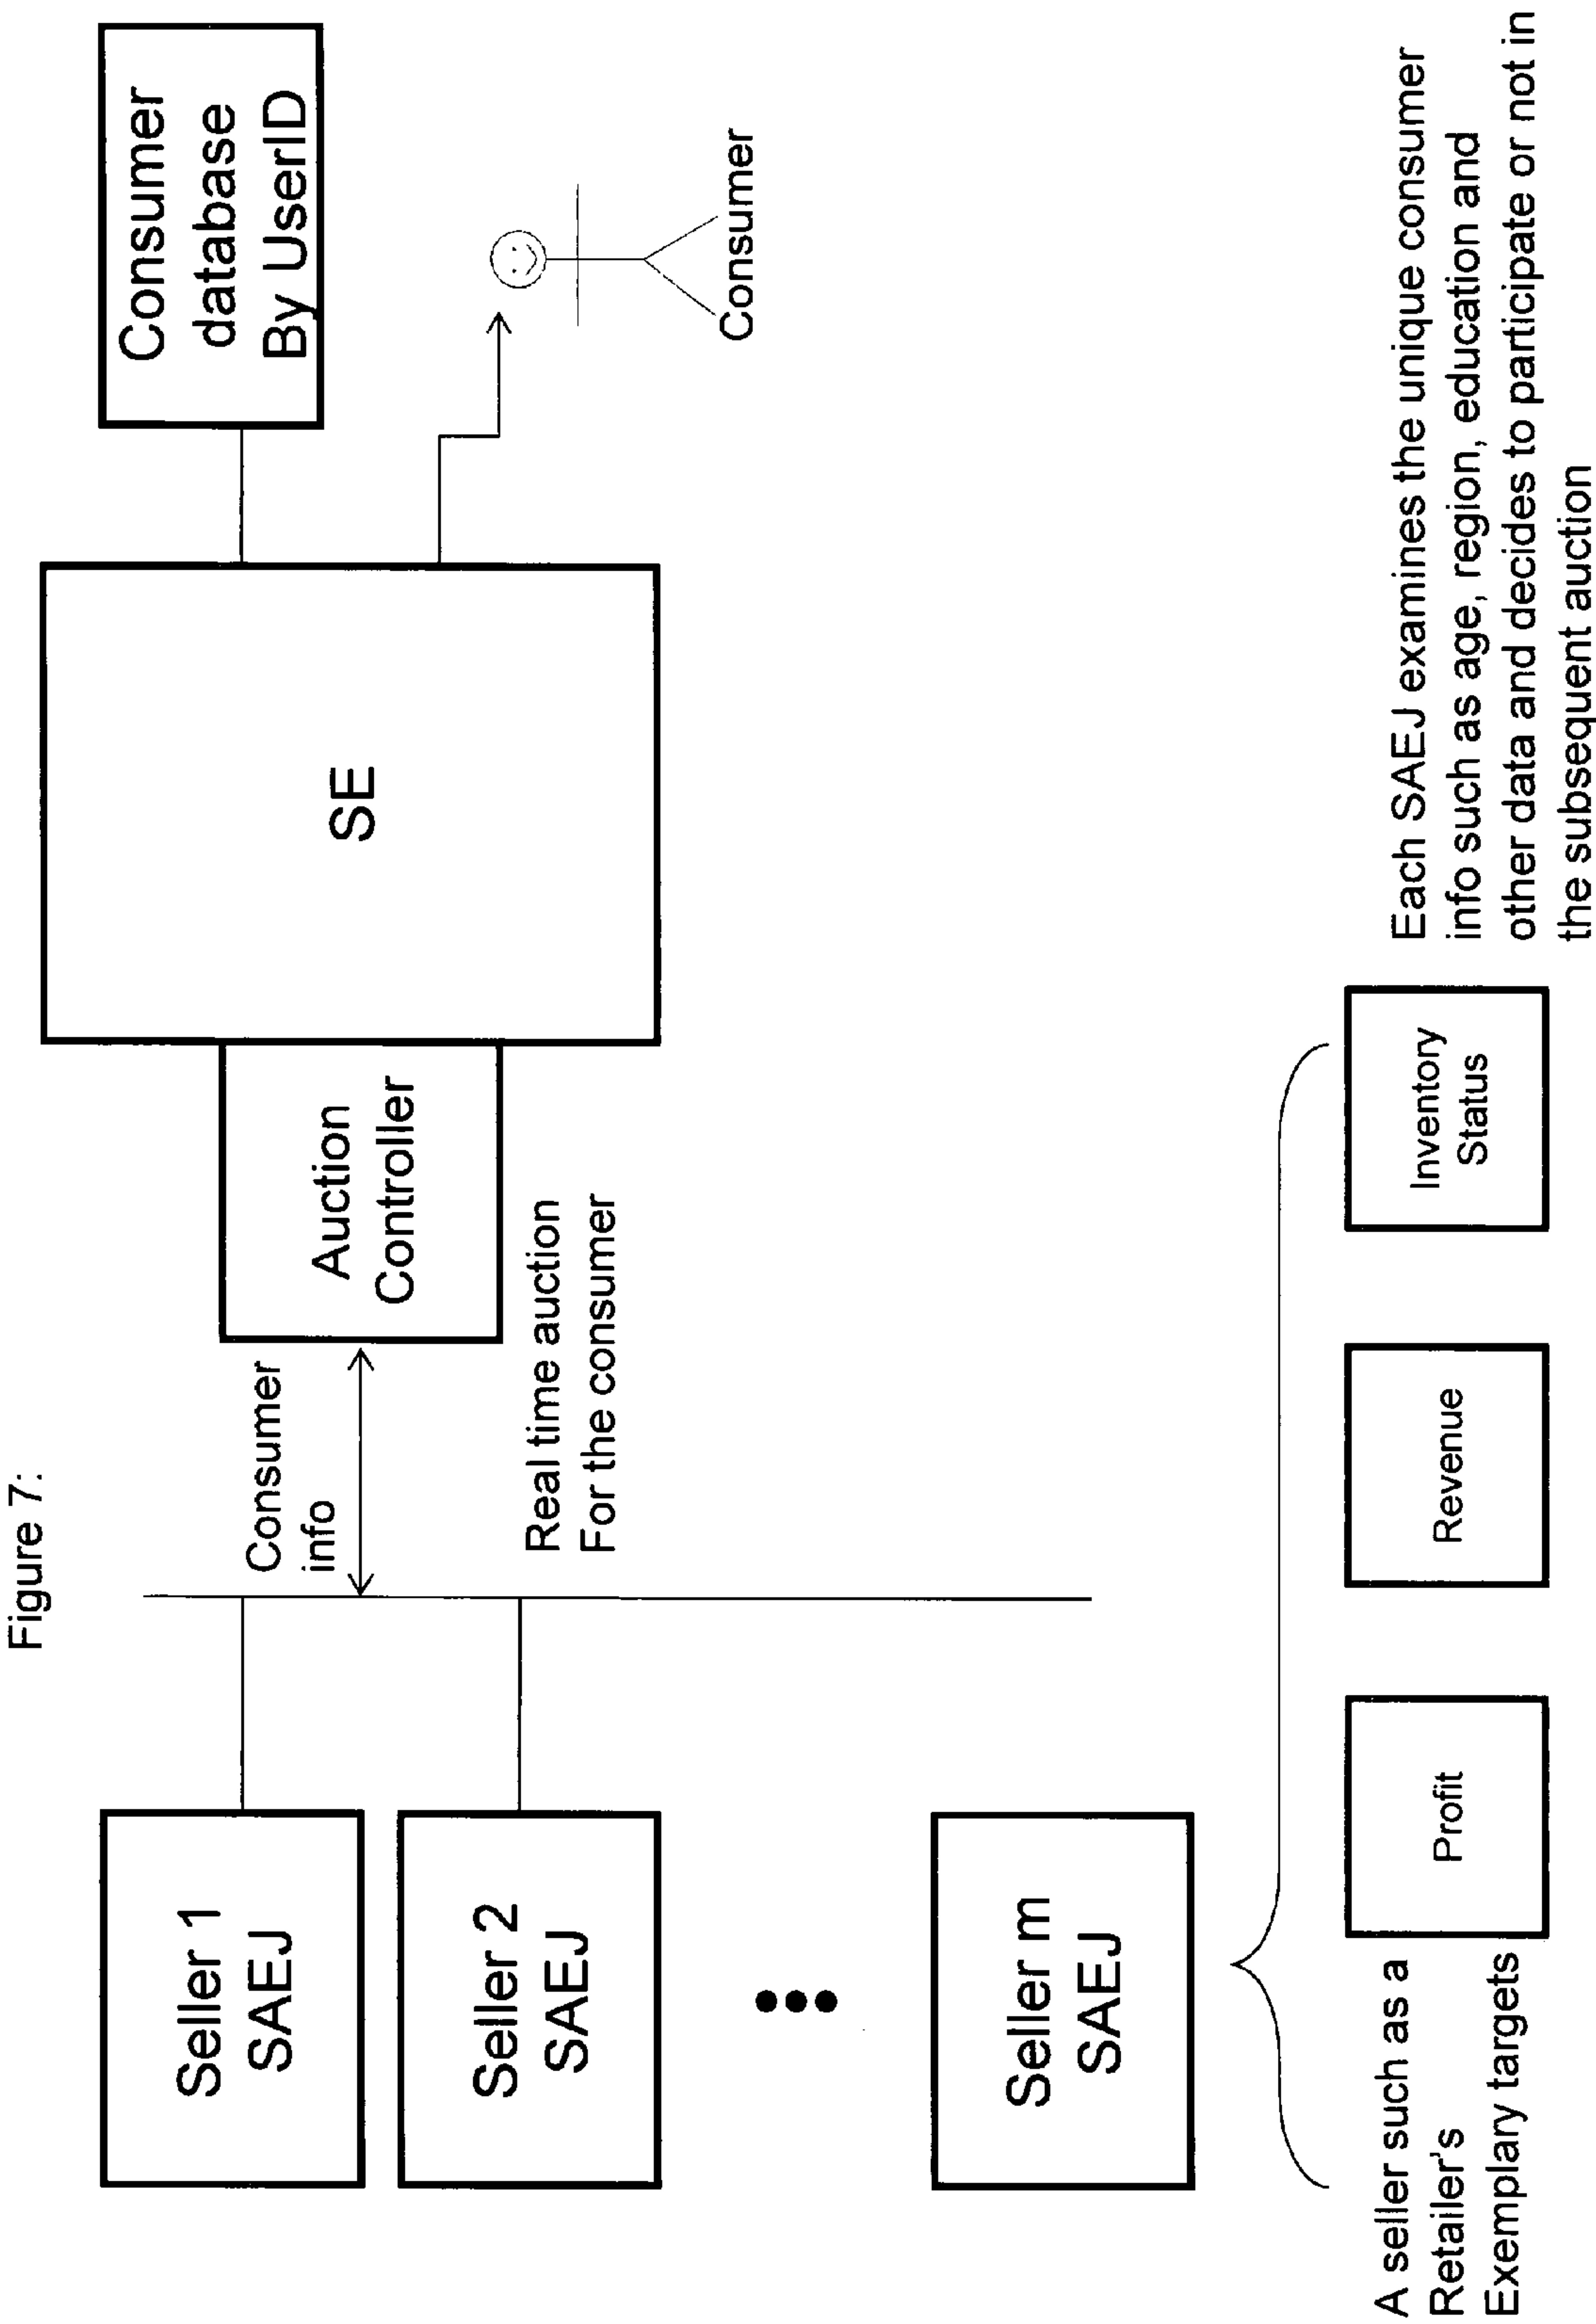 Figure 7:
Seller 1
SAEJ
Seller 2
SAEJ
Seller m
SAEJ
Consumer
info
Real time auction
For the consumer
Auction
Controller
SE
Consumer
database
By UserID
Consumer
A seller such as a
Retailer's
Exemplary targets
Profit
Revenue
Inventory
Status
Each SAEJ examines the unique consumer
info such as age, region, education and
other data and decides to participate or not in
the subsequent auction